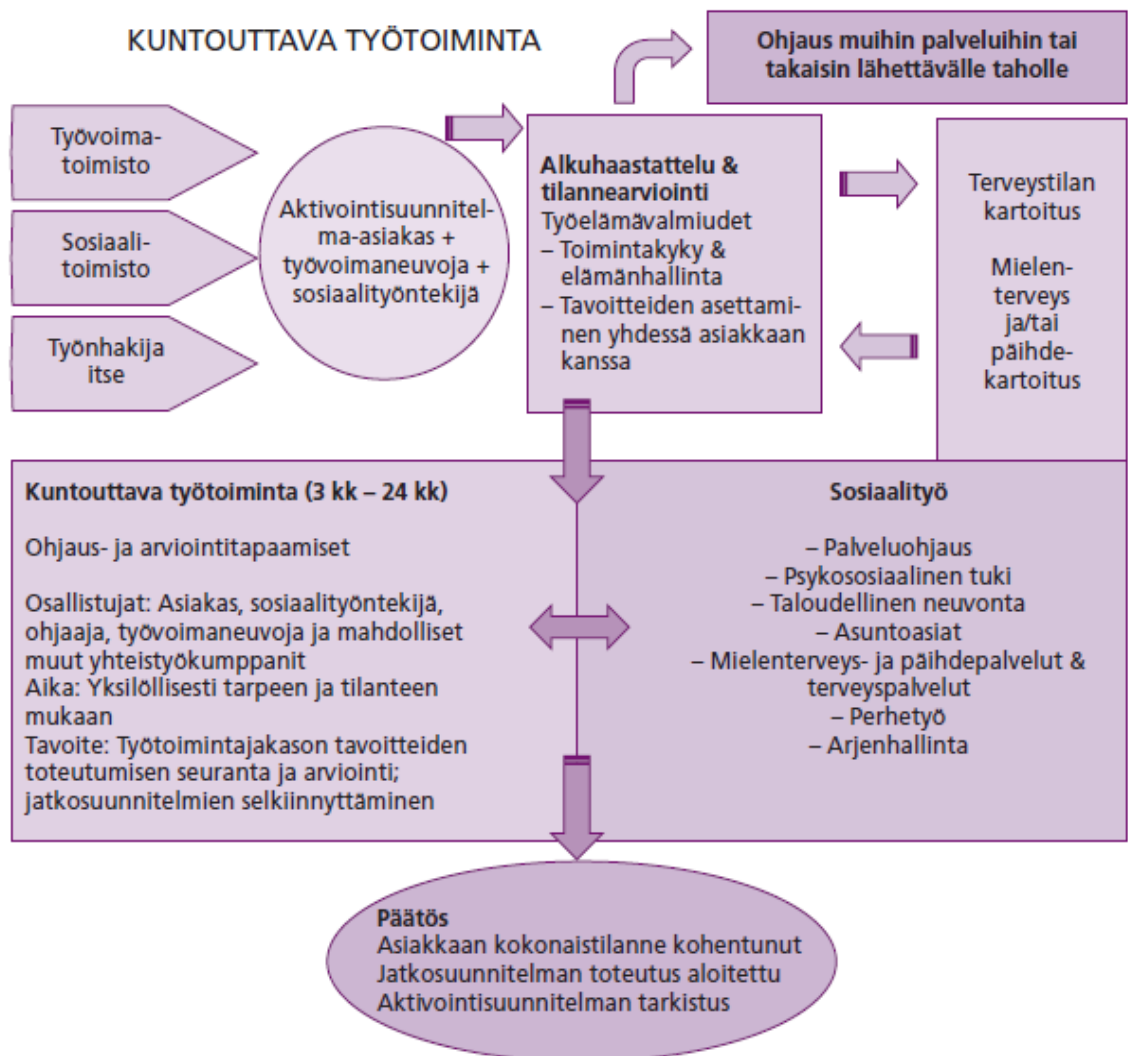 KUNTOUTTAVA TYÖTOIMINTA
Ohjaus muihin palveluihin tai
takaisin lähettävälle taholle
Työvoima-
toimisto
Sosiaali-
toimisto
Työnhakija
itse
Aktivointisuunnitel-
ma-asiakas +
työvoimaneuvoja +
sosiaalityöntekijä
Alkuhaastattelu &
tilannearviointi
Työelämävalmiudet
– Toimintakyky &
elämänhallinta
– Tavoitteiden asettami-
nen yhdessä asiakkaan
kanssa
Terveystilan
kartoitus
Mielen-
terveys
ja/tai
päihde-
kartoitus
Kuntouttava työtoiminta (3 kk – 24 kk)
Ohjaus- ja arviointitapaamiset
Osallistujat: Asiakas, sosiaalityöntekijä,
ohjaaja, työvoimaneuvoja ja mahdolliset
muut yhteistyökumppanit
Aika: Yksilöllisesti tarpeen ja tilanteen
mukaan
Tavoite: Työtoimintajakason tavoitteiden
toteutumisen seuranta ja arviointi;
jatkosuunnitelmien selkiinnyttäminen
Sosiaalityö
– Palveluohjaus
– Psykososiaalinen tuki
– Taloudellinen neuvonta
– Asuntoasiat
– Mielenterveys- ja päihdepalvelut &
terveyspalvelut
– Perhetyö
– Arjenhallinta
Päätös
Asiakkaan kokonaistilanne kohentunut
Jatkosuunnitelman toteutus aloitettu
Aktivointisuunnitelman tarkistus